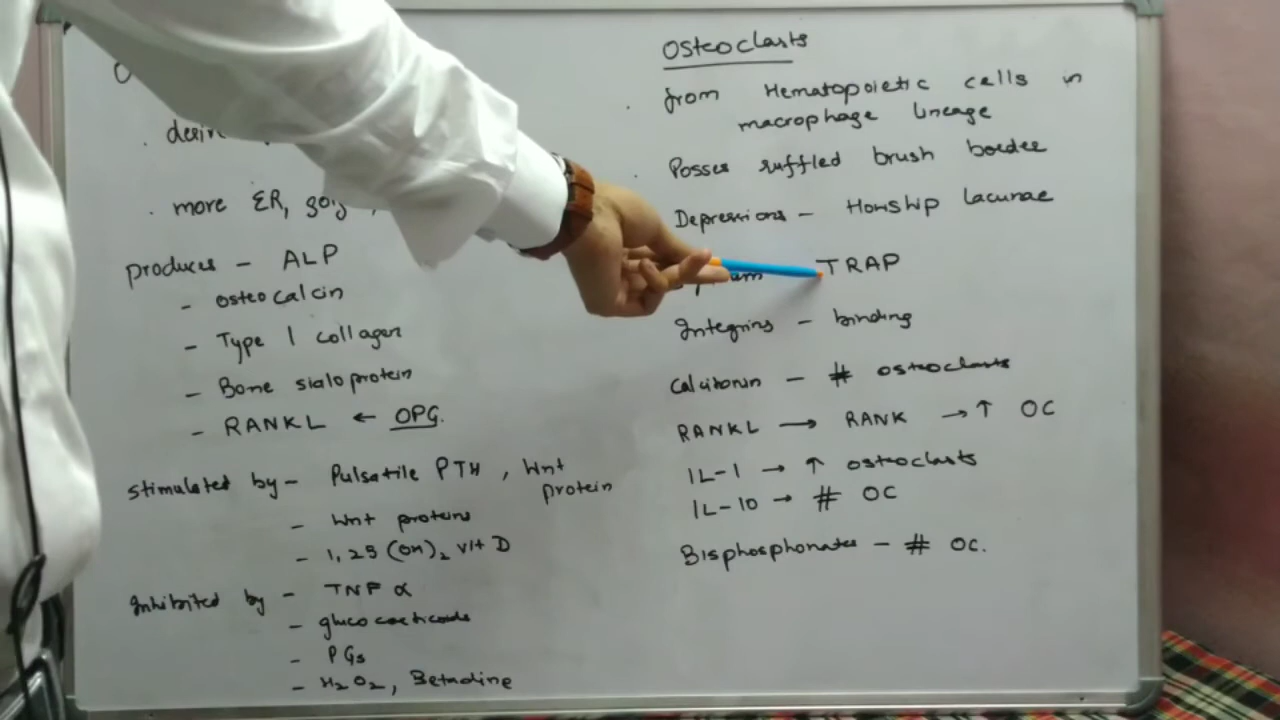 more ER,
produces - ALP
- Osteocalcin
- Type 1 collagen
- Bone sialoprotein
- RANKL ← OPG.
stimulated by - Pulsatile PTH, Wnt
protein
- Wnt proteins
- 1,25 (OH)₂ vit D
Inhibited by - TNF α
- glucocorticoids
- PGs
- H₂O₂, Betadine
Osteoclasts
. from Hematopoietic cells in
macrophage lineage
. Posses ruffled brush border
Depressions - Howship lacunae
TRAP
Integrins - binding
Calcitonin - # osteoclasts
RANKL → RANK → ↑ OC
IL-1 → ↑ osteoclasts
IL-10 → # OC
Bisphosphonates - # OC.